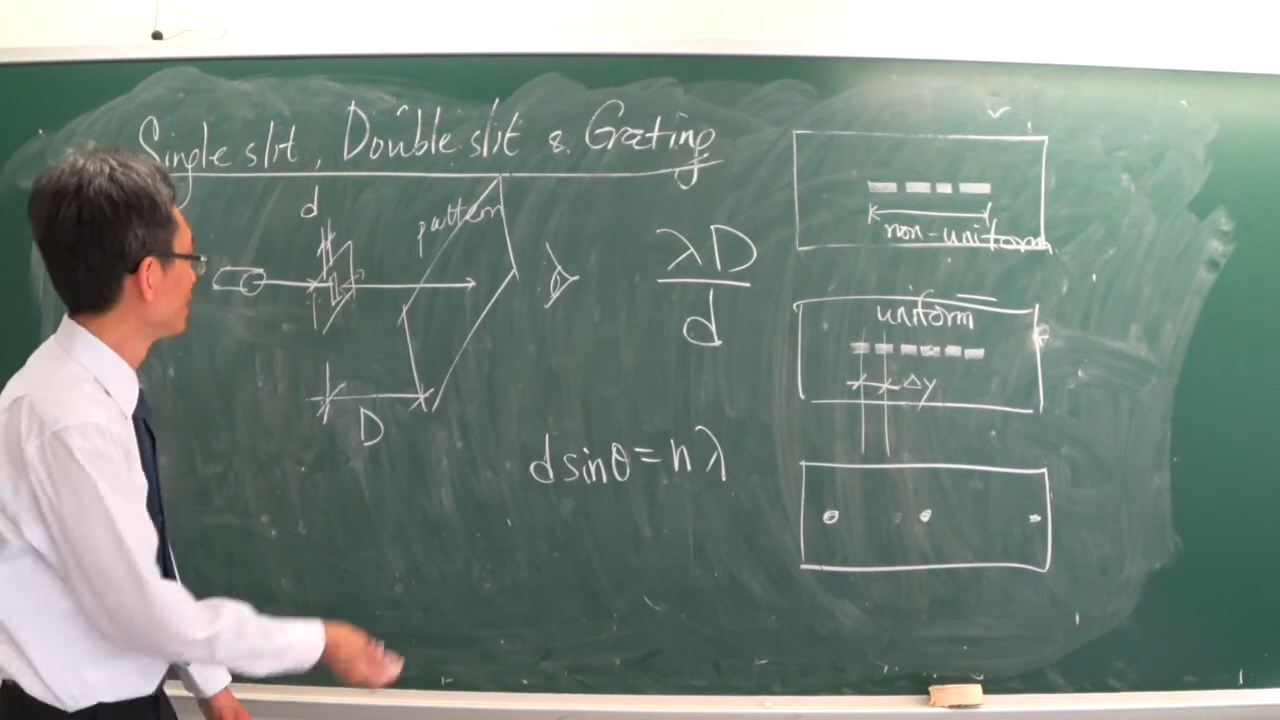 Single slit, Double slit & Grating
d
pattern
D
λD
d
d sinθ = nλ
non-uniform
uniform
Δy